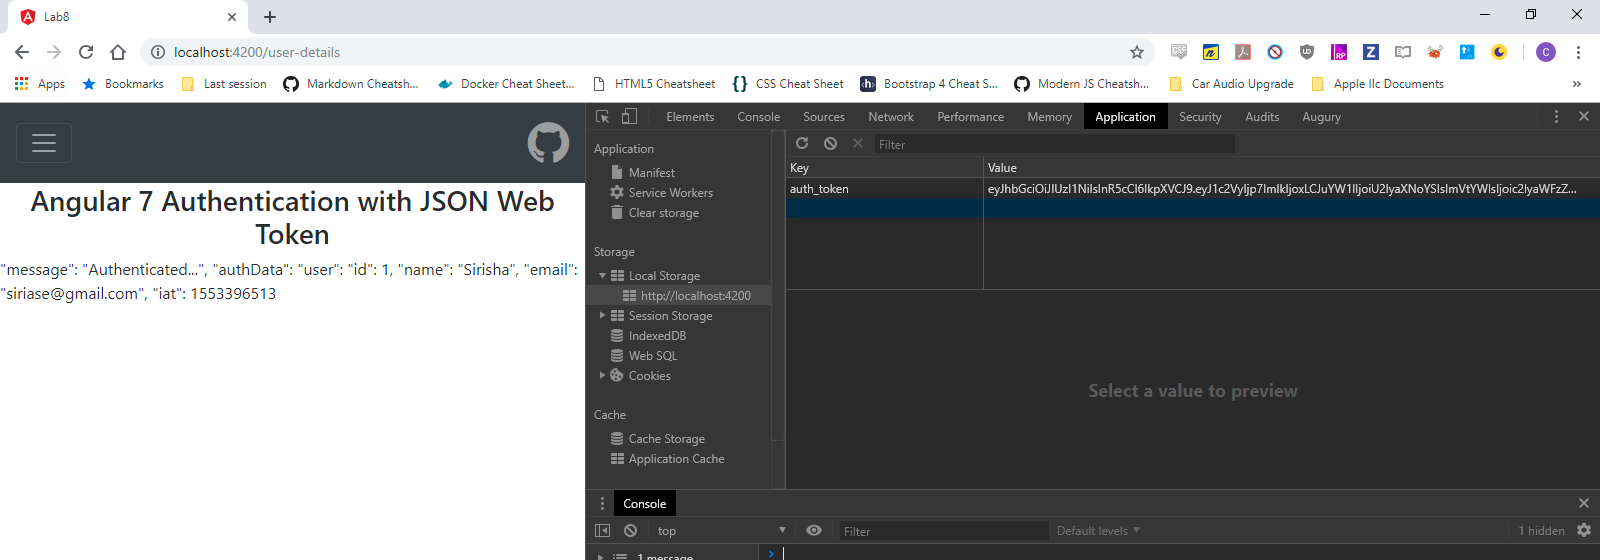 Lab8
localhost:4200/user-details
C
Apps
Bookmarks
Last session
Markdown Cheatsh...
Docker Cheat Sheet...
HTML5 Cheatsheet
CSS Cheat Sheet
Bootstrap 4 Cheat S...
Modern JS Cheatsh...
Car Audio Upgrade
Apple IIc Documents
»
Angular 7 Authentication with JSON Web
Token
"message": "Authenticated...", "authData": "user": "id": 1, "name": "Sirisha", "email":
"siriase@gmail.com", "iat": 1553396513
Elements Console Sources Network Performance Memory Application Security Audits Augury
Application
Manifest
Service Workers
Clear storage
Storage
Local Storage
http://localhost:4200
Session Storage
IndexedDB
Web SQL
Cookies
Cache
Cache Storage
Application Cache
Filter
Key Value
auth_token
Select a value to preview
Console
top
Filter
Default levels
1 hidden
1 message